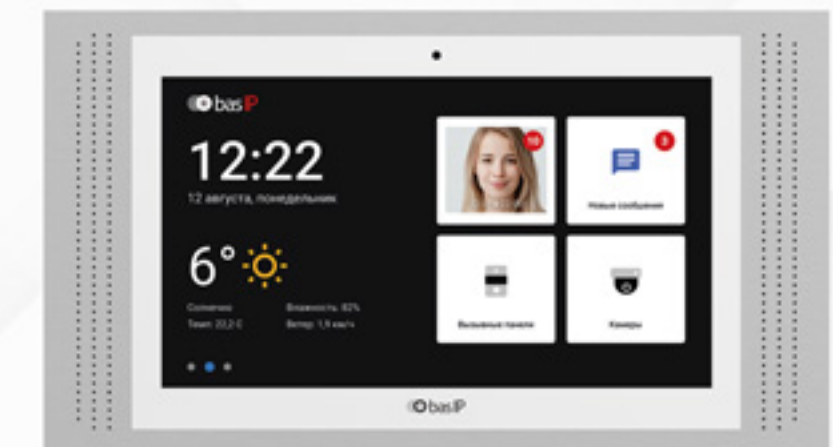 basIP
12:22
12 августа, понедельник
6°
Солнечно
Темп: 22,2 C
Влажность: 82%
Ветер: 1,9 км/ч
10
3
Новые сообщения
Вызывные панели
Камеры
basIP